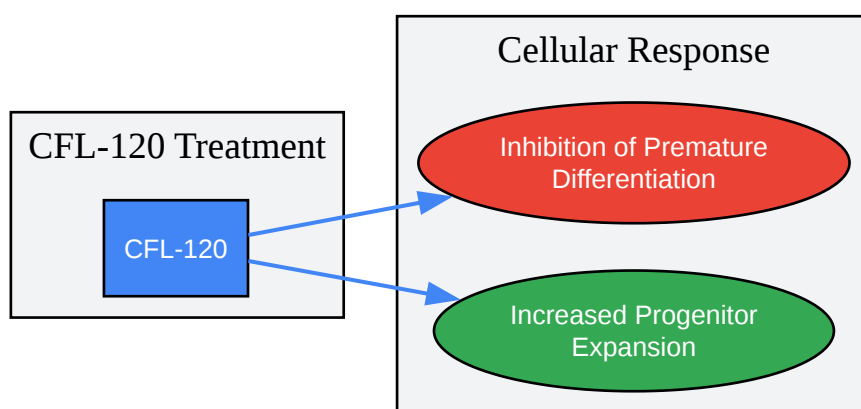 Cellular Response
CFL-120 Treatment
CFL-120
Inhibition of Premature
Differentiation
Increased Progenitor
Expansion